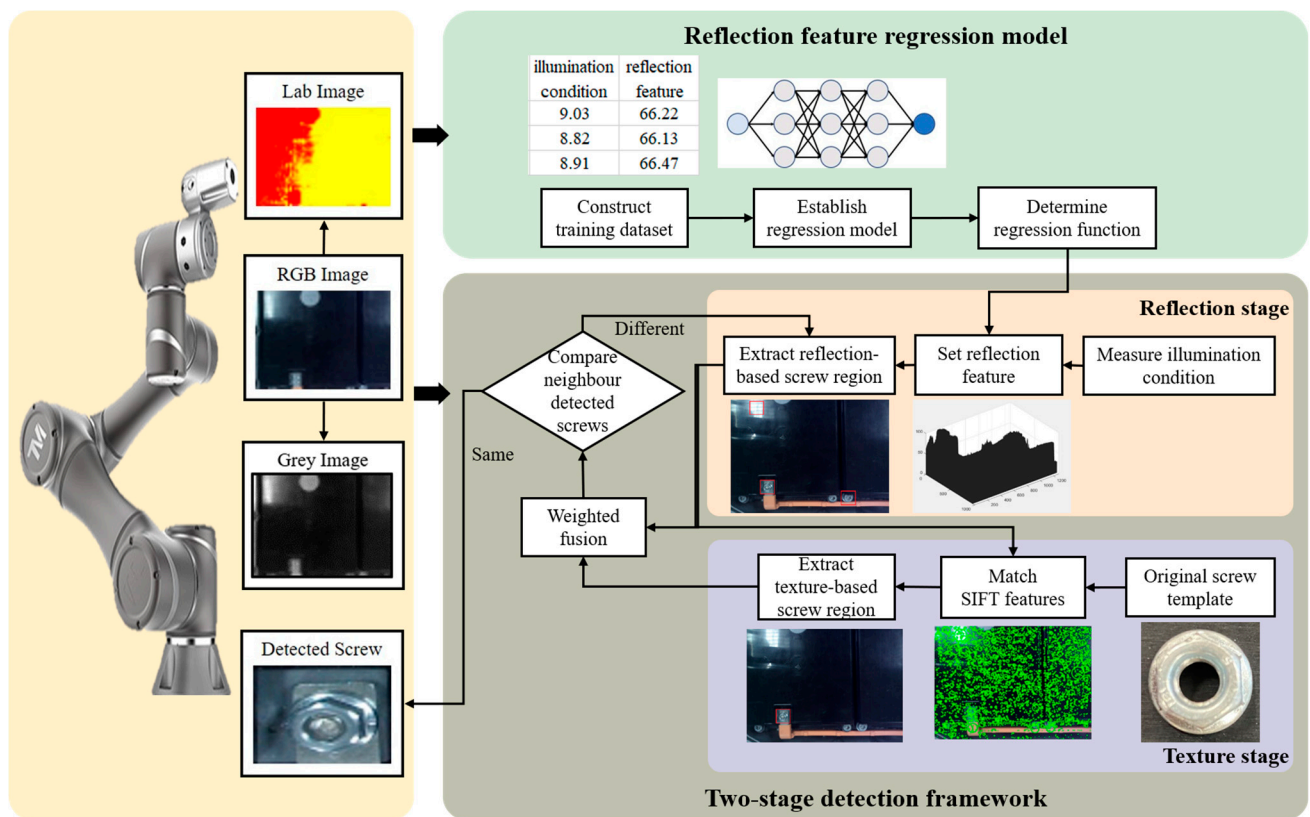 Lab Image
RGB Image
Grey Image
Detected Screw
TM
Reflection feature regression model
illumination condition
reflection feature
9.03
66.22
8.82
66.13
8.91
66.47
Construct
training dataset
Establish
regression model
Determine
regression function
Reflection stage
Different
Compare
neighbour
detected
screws
Same
Extract reflection-
based screw region
Set reflection
feature
Measure illumination
condition
Weighted
fusion
Extract
texture-based
screw region
Match
SIFT features
Original screw
template
Texture stage
Two-stage detection framework